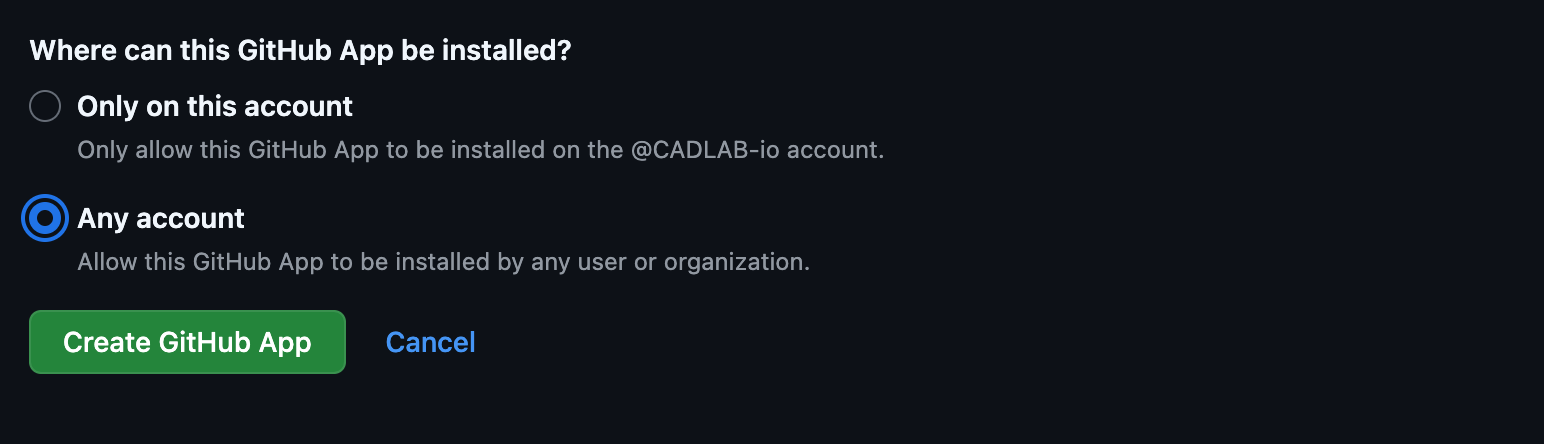 Where can this GitHub App be installed?
Only on this account
Only allow this GitHub App to be installed on the @CADLAB-io account.
Any account
Allow this GitHub App to be installed by any user or organization.
Create GitHub App Cancel